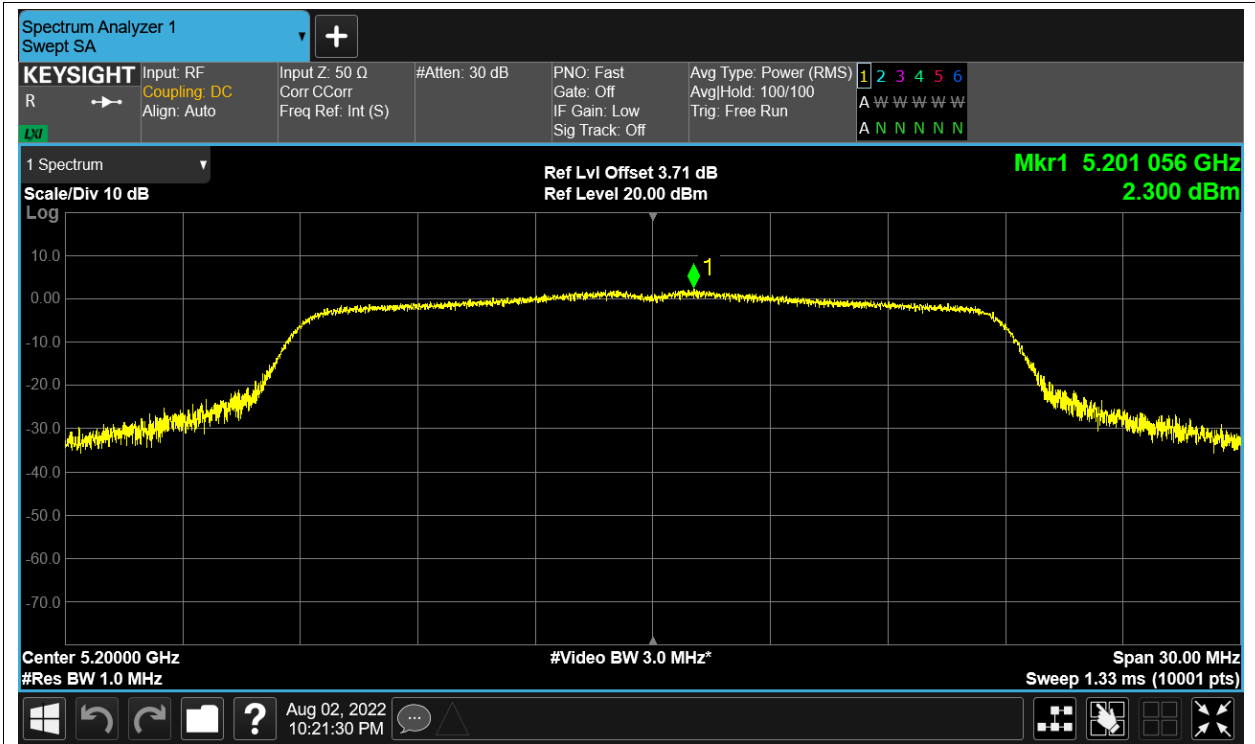 Spectrum Analyzer 1
Swept SA
+
KEYSIGHT
R
LXI
Input: RF
Coupling: DC
Align: Auto
Input Z: 50 Ω
Corr CCorr
Freq Ref: Int (S)
#Atten: 30 dB
PNO: Fast
Gate: Off
IF Gain: Low
Sig Track: Off
Avg Type: Power (RMS)
Avg|Hold: 100/100
Trig: Free Run
1 2 3 4 5 6
A W W W W W
A N N N N N
1 Spectrum
Scale/Div 10 dB
Log
Ref Lvl Offset 3.71 dB
Ref Level 20.00 dBm
Mkr1 5.201 056 GHz
2.300 dBm
1
10.0
0.00
-10.0
-20.0
-30.0
-40.0
-50.0
-60.0
-70.0
Center 5.20000 GHz
#Res BW 1.0 MHz
#Video BW 3.0 MHz*
Span 30.00 MHz
Sweep 1.33 ms (10001 pts)
?
Aug 02, 2022
10:21:30 PM